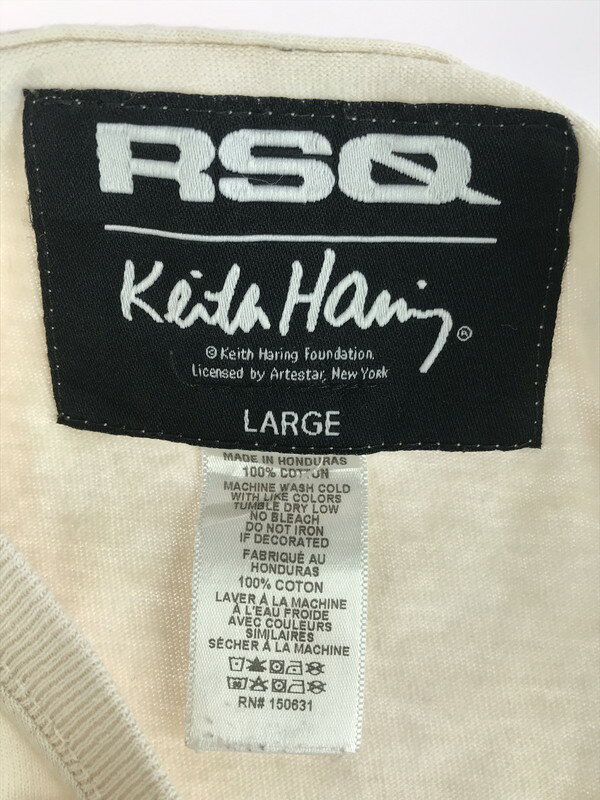 RSQ
Keith Haring ®
© Keith Haring Foundation.
Licensed by Artestar, New York
LARGE
MADE IN HONDURAS
100% COTTON
MACHINE WASH COLD
WITH LIKE COLORS
TUMBLE DRY LOW
NO BLEACH
DO NOT IRON
IF DECORATED
FABRIQUÉ AU
HONDURAS
100% COTON
LAVER À LA MACHINE
À L'EAU FROIDE
AVEC COULEURS
SIMILAIRES
SÉCHER À LA MACHINE
RN# 150631